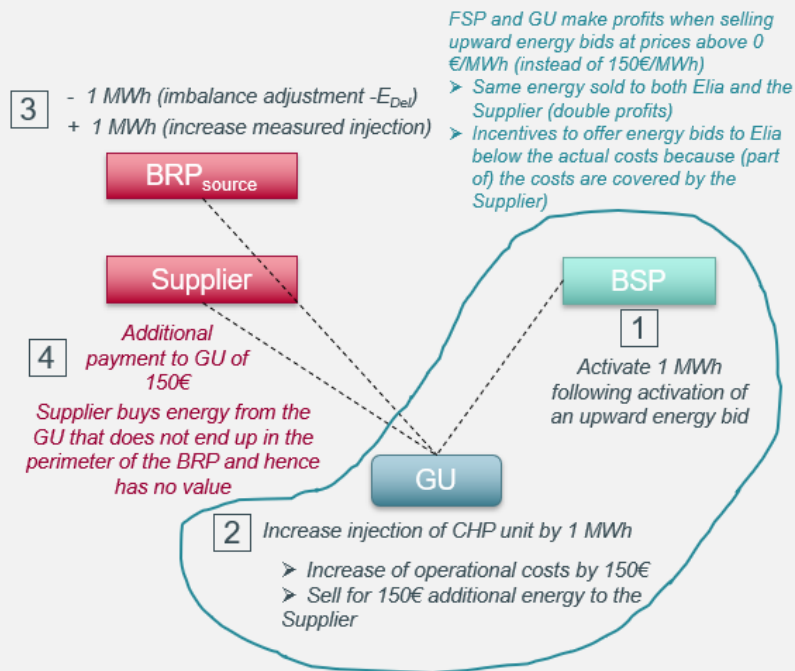 FSP and GU make profits when selling
upward energy bids at prices above 0
€/MWh (instead of 150€/MWh)
➤ Same energy sold to both Elia and the
Supplier (double profits)
➤ Incentives to offer energy bids to Elia
below the actual costs because (part
of) the costs are covered by the
Supplier)
3
- 1 MWh (imbalance adjustment -E_Del)
+ 1 MWh (increase measured injection)
BRP_source
Supplier
BSP
1
Activate 1 MWh
following activation of
an upward energy bid
4
Additional
payment to GU of
150€
Supplier buys energy from the
GU that does not end up in the
perimeter of the BRP and hence
has no value
GU
2
Increase injection of CHP unit by 1 MWh
➤ Increase of operational costs by 150€
➤ Sell for 150€ additional energy to the
Supplier